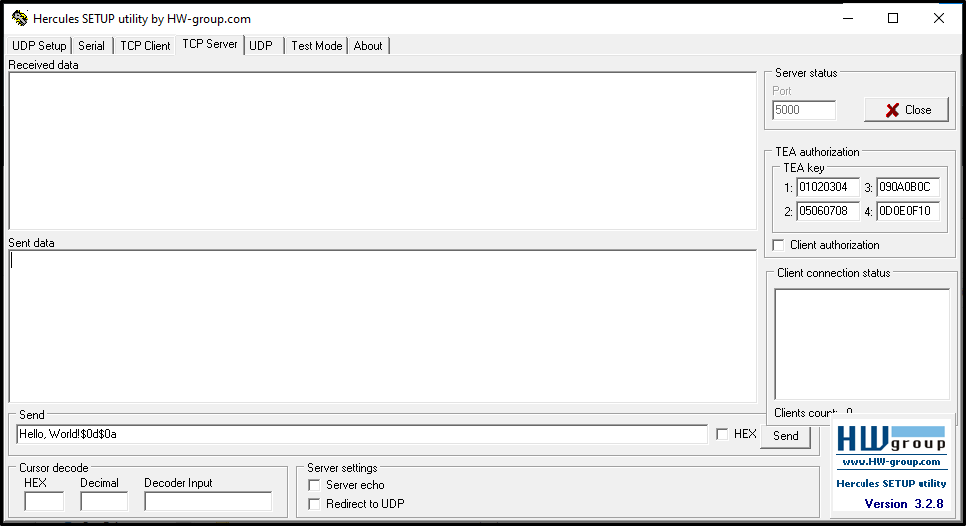 Hercules SETUP utility by HW-group.com
UDP Setup Serial TCP Client TCP Server UDP Test Mode About
Received data
Server status
Port
5000
Close
TEA authorization
TEA key
1: 01020304 3: 090A0B0C
2: 05060708 4: 0D0E0F10
Client authorization
Sent data
Client connection status
Clients count: 0
Send
Hello, World!$0d$0a
HEX
Send
Cursor decode
HEX Decimal Decoder Input
Server settings
Server echo
Redirect to UDP
HWgroup
www.HW-group.com
Hercules SETUP utility
Version 3.2.8